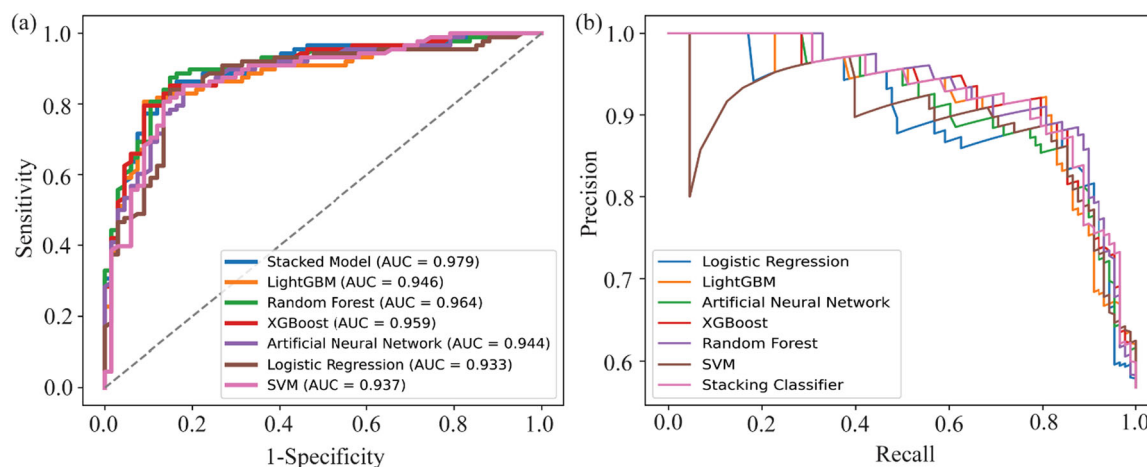 (a)
Sensitivity
1.0
0.8
0.6
0.4
0.2
0.0
Stacked Model (AUC = 0.979)
LightGBM (AUC = 0.946)
Random Forest (AUC = 0.964)
XGBoost (AUC = 0.959)
Artificial Neural Network (AUC = 0.944)
Logistic Regression (AUC = 0.933)
SVM (AUC = 0.937)
0.0 0.2 0.4 0.6 0.8 1.0
1-Specificity
(b)
Precision
1.0
0.9
0.8
0.7
0.6
Logistic Regression
LightGBM
Artificial Neural Network
XGBoost
Random Forest
SVM
Stacking Classifier
0.0 0.2 0.4 0.6 0.8 1.0
Recall